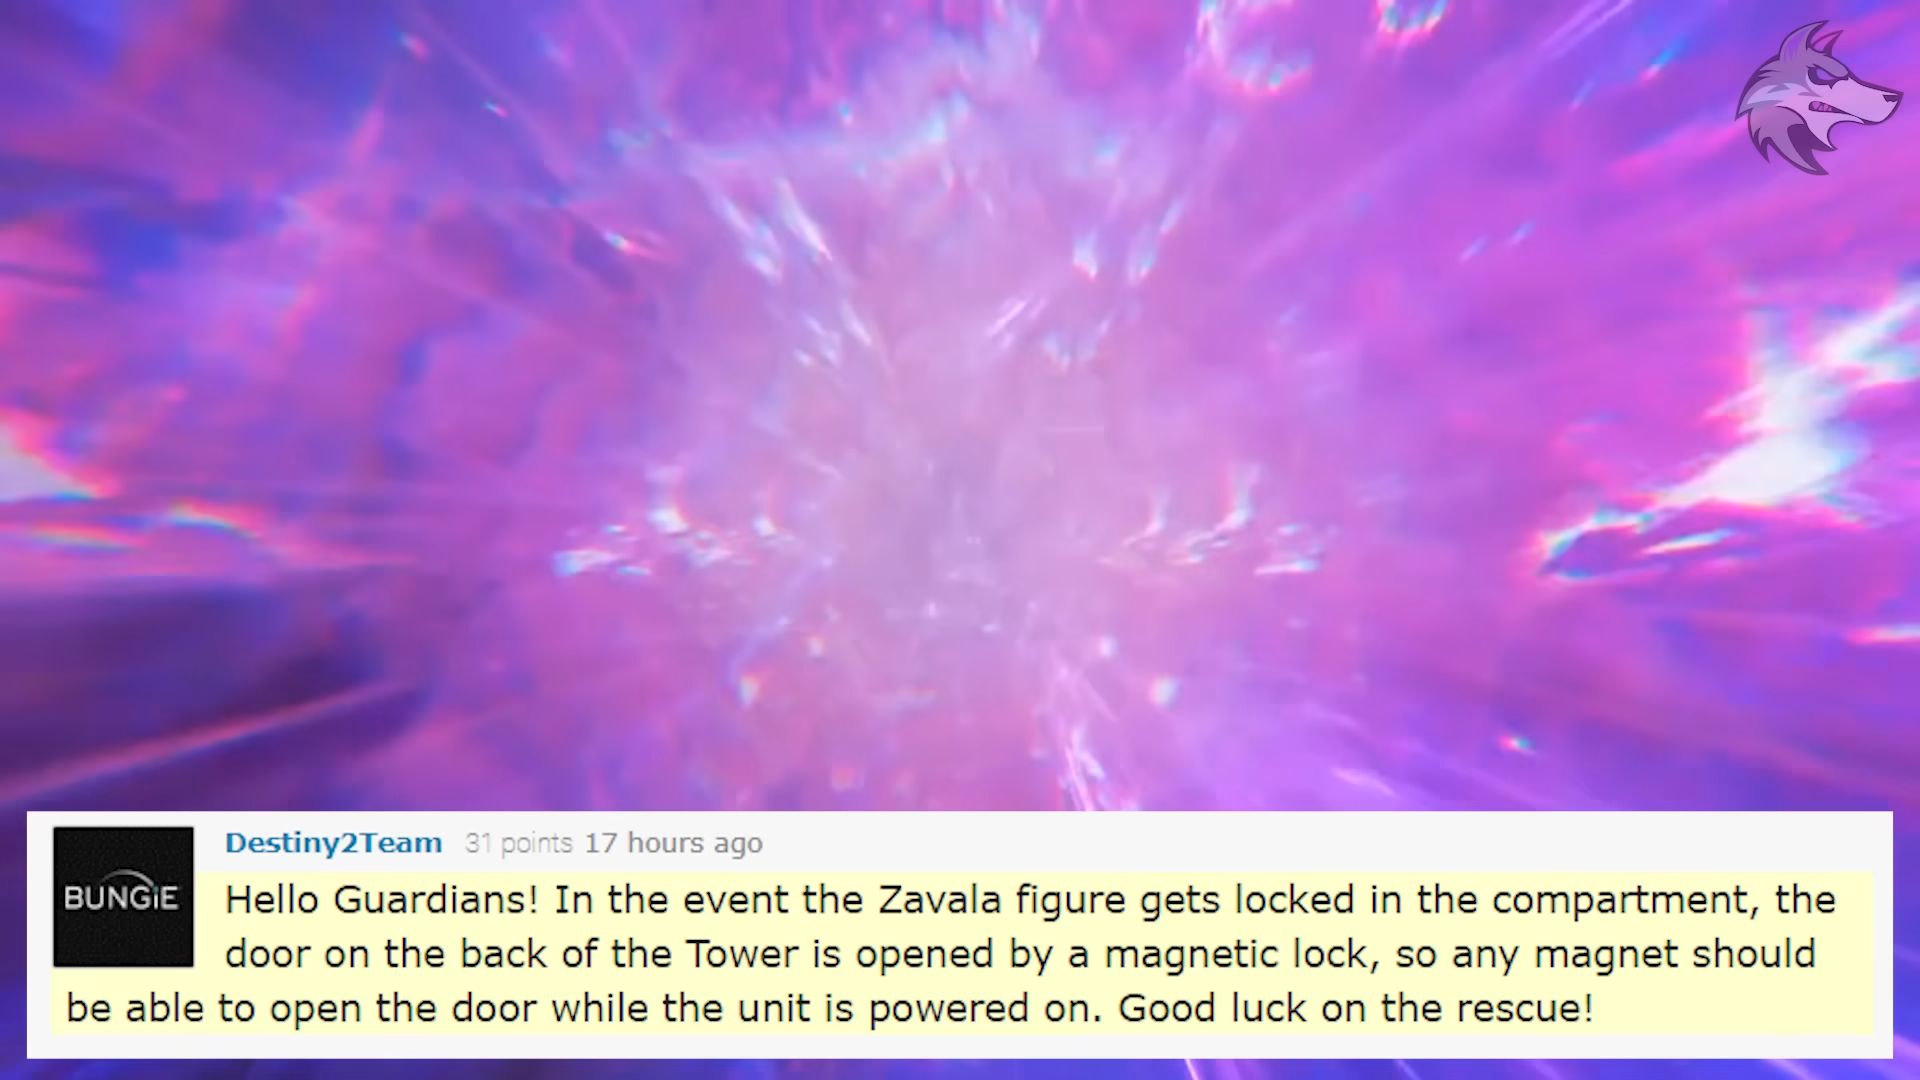 BUNGiE
Destiny2Team 31 points 17 hours ago
Hello Guardians! In the event the Zavala figure gets locked in the compartment, the
door on the back of the Tower is opened by a magnetic lock, so any magnet should
be able to open the door while the unit is powered on. Good luck on the rescue!